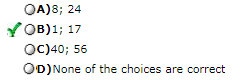 A)8; 24
B)1; 17
C)40; 56
D)None of the choices are correct